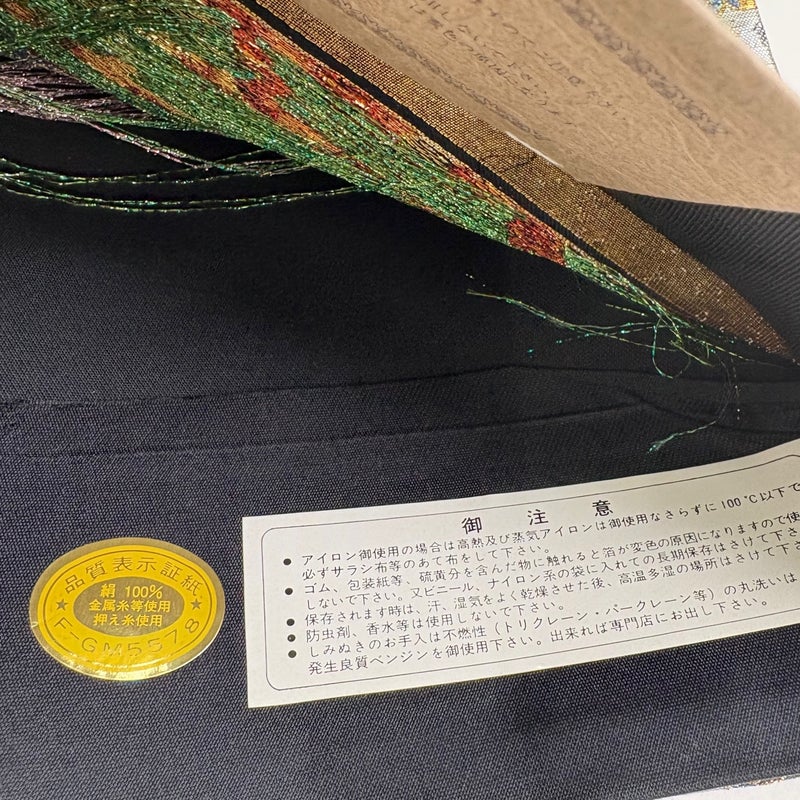 品質表示証紙
絹 100%
金属糸等使用
押え糸使用
F-GM5578
御注意
● アイロン御使用の場合は高熱及び蒸気アイロンは御使用なさらずに100℃以下で
必ずサラシ布等のあて布をして下さい。
● ゴム、包装紙等、硫黄分を含んだ物に触れると箔が変色の原因になりますので使
しないで下さい。又ビニール、ナイロン系の袋に入れての長期保存はさけて下さ
● 保存されます時は、汗、湿気をよく乾燥させた後、高温多湿の場所はさけて下さ
● 防虫剤、香水等は使用しないで下さい。
● しみぬきのお手入は不燃性（トリクレーン・パークレーン等）の丸洗いは
発生良質ベンジンを御使用下さい。出来れば専門店にお出し下さい。